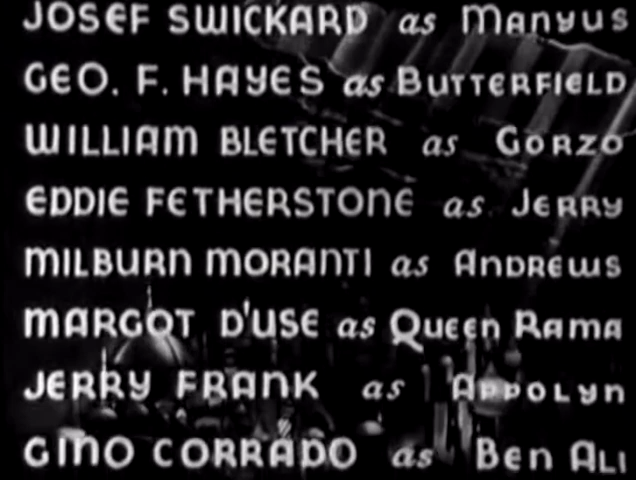 JOSEF SWICKARD as MANYUS
GEO. F. HAYES as BUTTERFIELD
WILLIAM BLETCHER as GORZO
EDDIE FETHERSTONE as JERRY
MILBURN MORANTI as ANDREWS
MARGOT D'USE as QUEEN RAMA
JERRY FRANK as APPOLYN
GINO CORRADO as BEN ALI